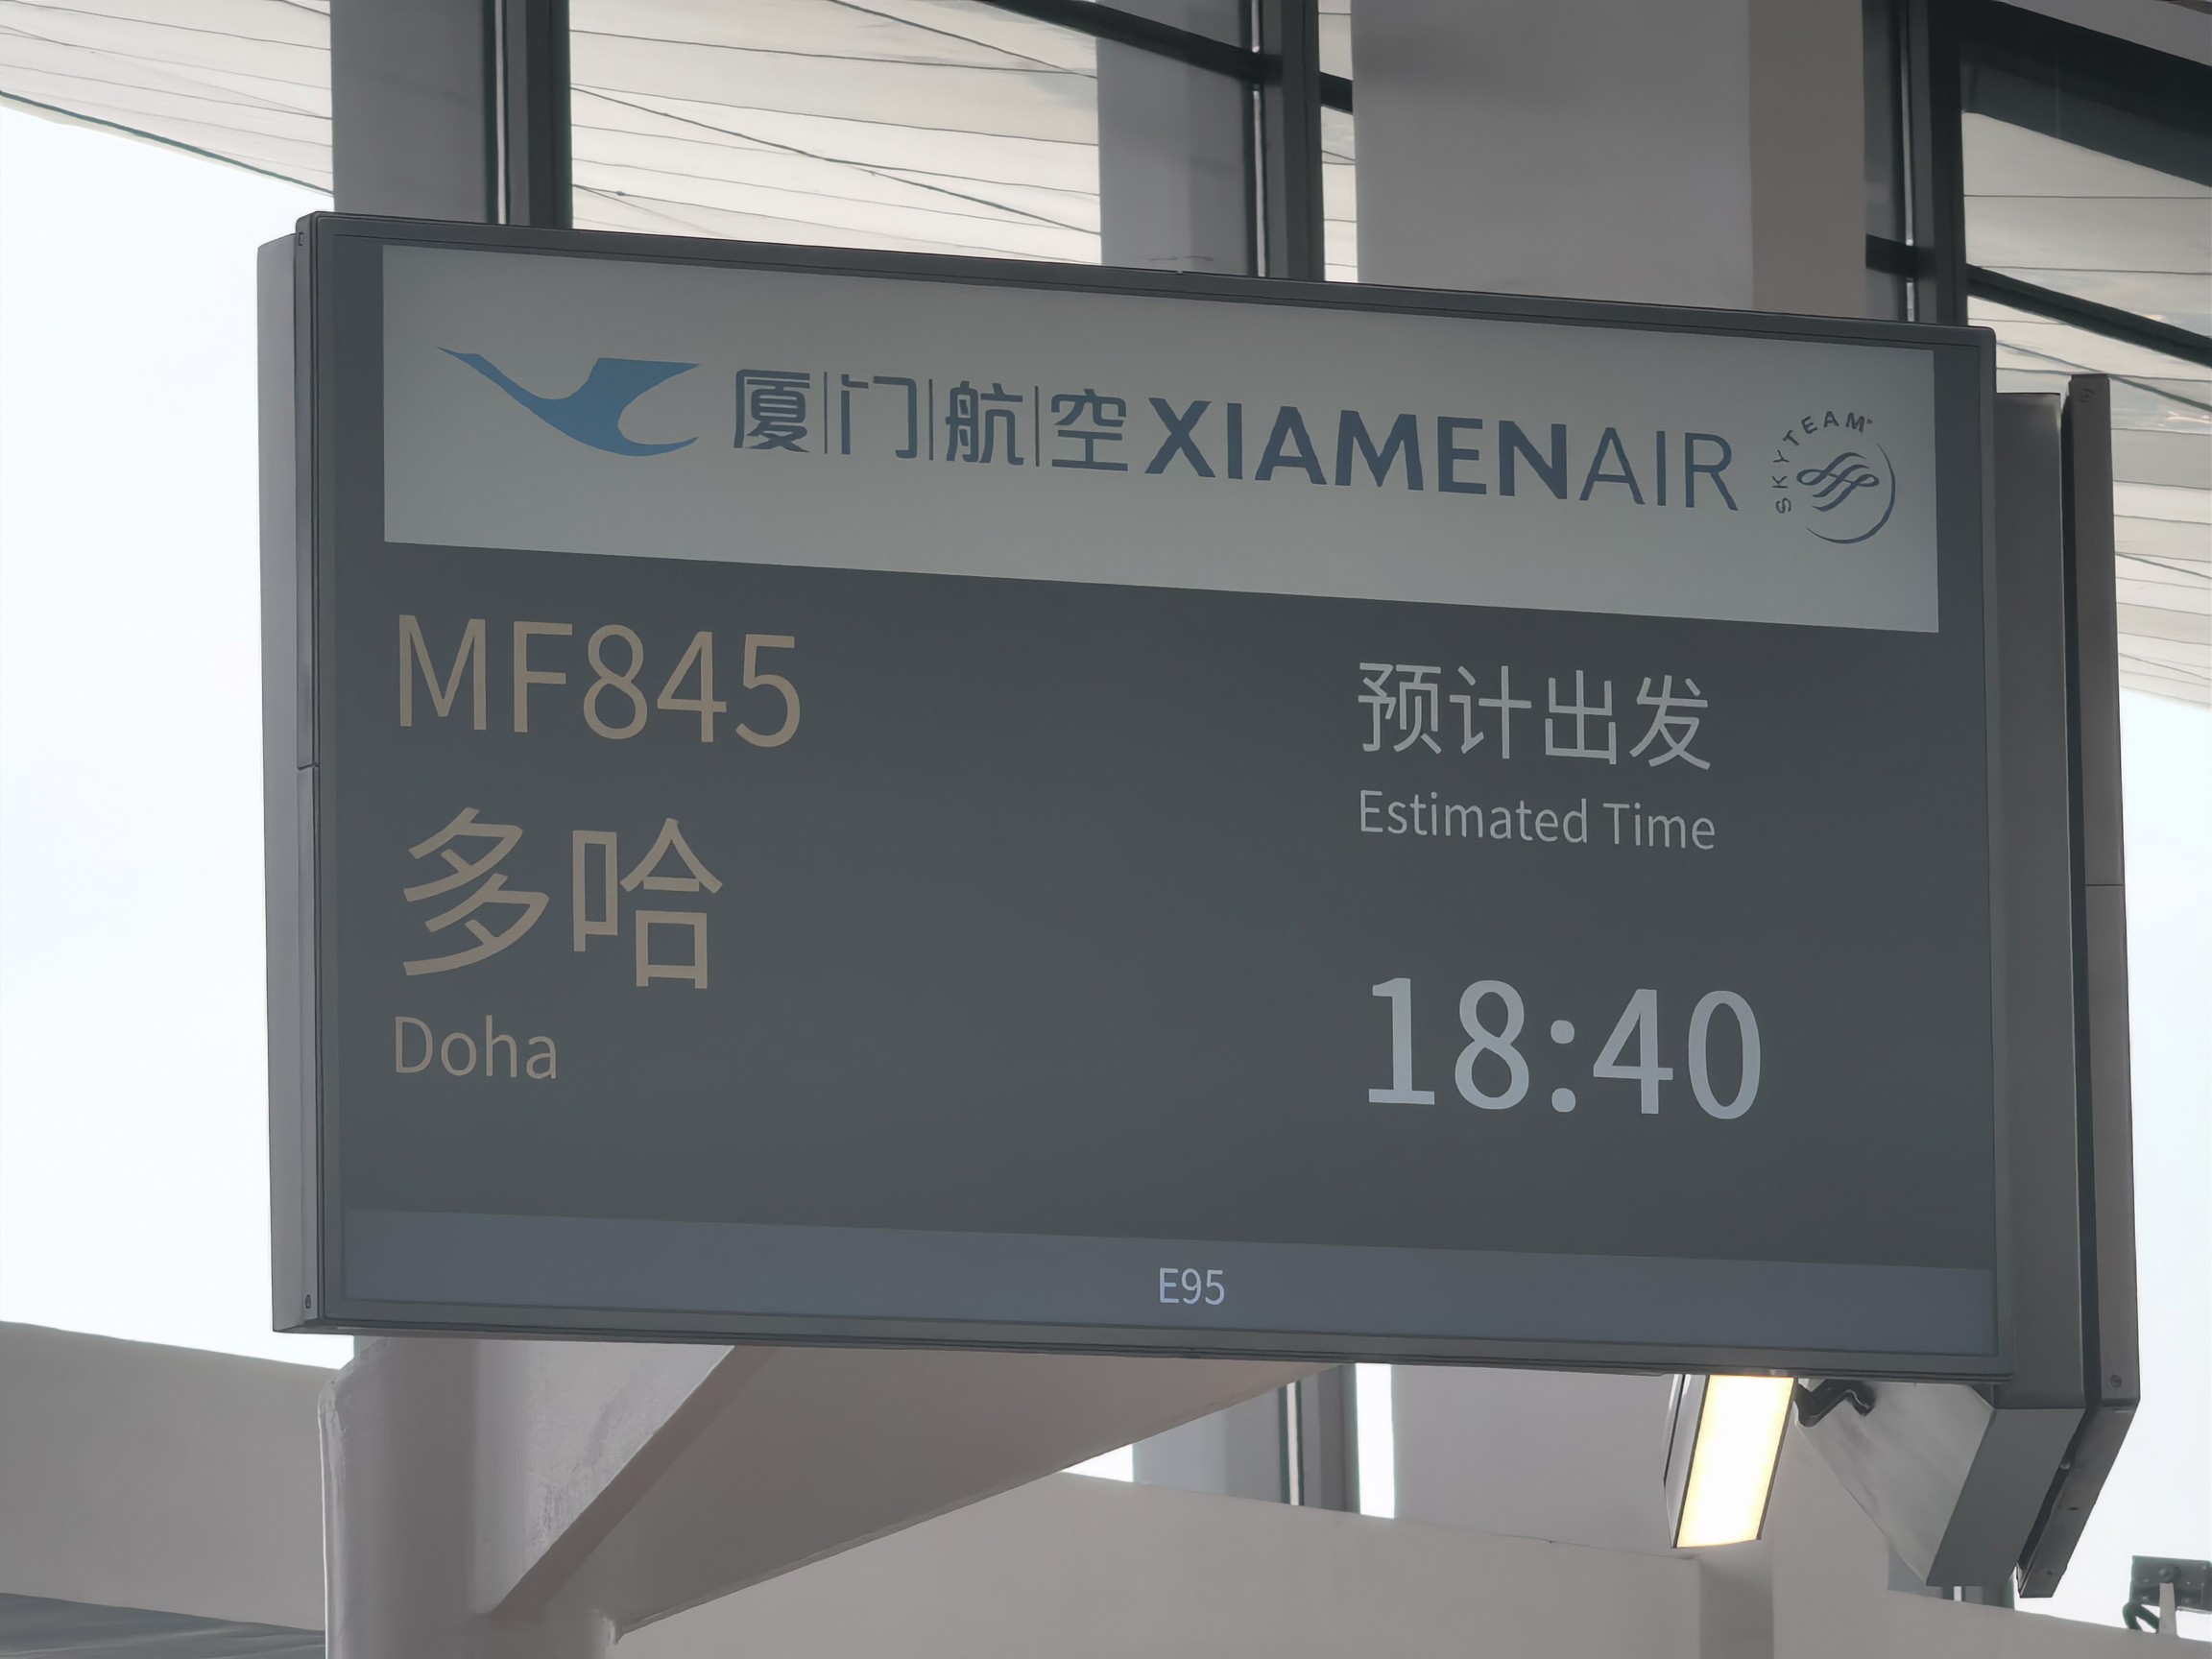 厦门航空 XIAMENAIR SKYTEAM
MF845
多哈
Doha
预计出发
Estimated Time
18:40
E95